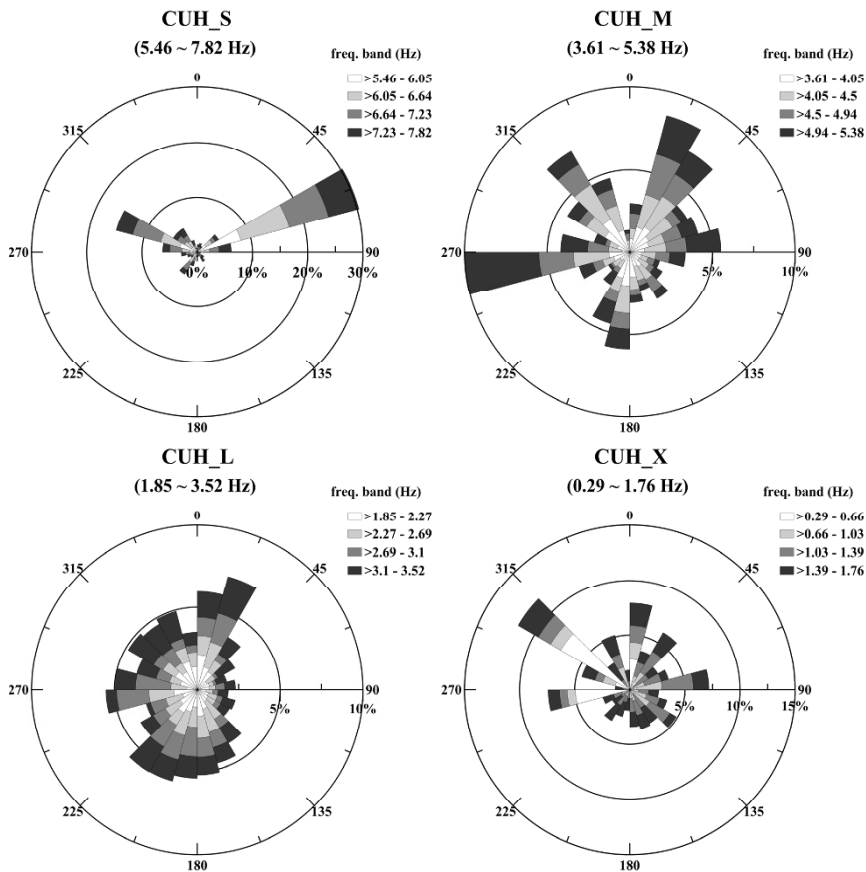 CUH_S
(5.46 ~ 7.82 Hz)
freq. band (Hz)
>5.46 - 6.05
>6.05 - 6.64
>6.64 - 7.23
>7.23 - 7.82
0
315
45
270
90
0% 10% 20% 30%
225
135
180
CUH_M
(3.61 ~ 5.38 Hz)
freq. band (Hz)
>3.61 - 4.05
>4.05 - 4.5
>4.5 - 4.94
>4.94 - 5.38
0
315
45
270
90
5% 10%
225
135
180
CUH_L
(1.85 ~ 3.52 Hz)
freq. band (Hz)
>1.85 - 2.27
>2.27 - 2.69
>2.69 - 3.1
>3.1 - 3.52
0
315
45
270
90
5% 10%
225
135
180
CUH_X
(0.29 ~ 1.76 Hz)
freq. band (Hz)
>0.29 - 0.66
>0.66 - 1.03
>1.03 - 1.39
>1.39 - 1.76
0
315
45
270
90
5% 10% 15%
225
135
180